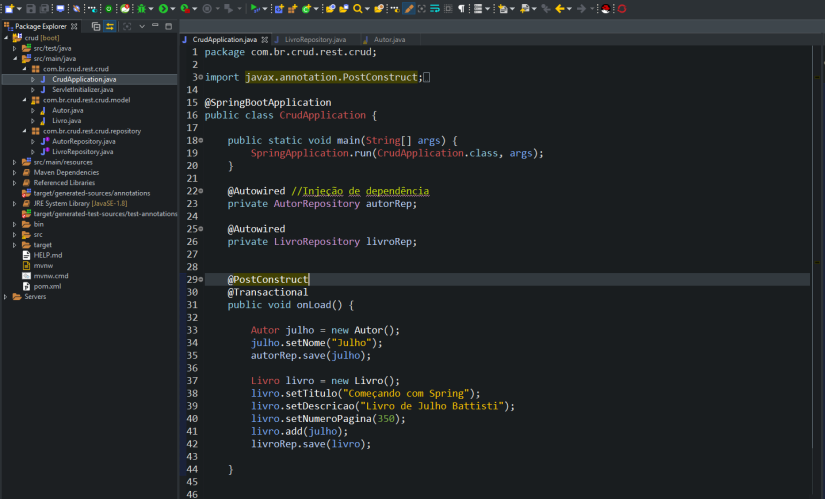 Package Explorer
crud [boot]
src/test/java
src/main/java
com.br.crud.rest.crud
CrudApplication.java
ServletInitializer.java
com.br.crud.rest.crud.model
Autor.java
Livro.java
com.br.crud.rest.crud.repository
AutorRepository.java
LivroRepository.java
src/main/resources
Maven Dependencies
Referenced Libraries
target/generated-sources/annotations
JRE System Library [JavaSE-1.8]
target/generated-test-sources/test-annotations
bin
src
target
HELP.md
mvnw
mvnw.cmd
pom.xml
Servers
CrudApplication.java LivroRepository.java Autor.java
1 package com.br.crud.rest.crud;
2
3 import javax.annotation.PostConstruct;
14
15 @SpringBootApplication
16 public class CrudApplication {
17
18 public static void main(String[] args) {
19 SpringApplication.run(CrudApplication.class, args);
20 }
21
22 @Autowired //Injeção de dependência
23 private AutorRepository autorRep;
24
25 @Autowired
26 private LivroRepository livroRep;
27
28
29 @PostConstruct
30 @Transactional
31 public void onLoad() {
32
33 Autor julho = new Autor();
34 julho.setNome("Julho");
35 autorRep.save(julho);
36
37 Livro livro = new Livro();
38 livro.setTitulo("Começando com Spring");
39 livro.setDescricao("Livro de Julho Battisti");
40 livro.setNumeroPagina(350);
41 livro.add(julho);
42 livroRep.save(livro);
43
44 }
45
46